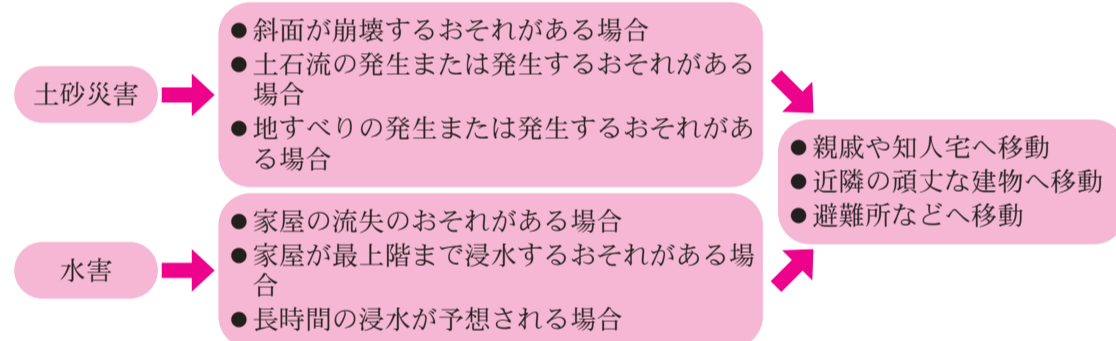 土砂災害
●斜面が崩壊するおそれがある場合
●土石流の発生または発生するおそれがある
場合
●地すべりの発生または発生するおそれがあ
る場合
水害
●家屋の流失のおそれがある場合
●家屋が最上階まで浸水するおそれがある場
合
●長時間の浸水が予想される場合
●親戚や知人宅へ移動
●近隣の頑丈な建物へ移動
●避難所などへ移動